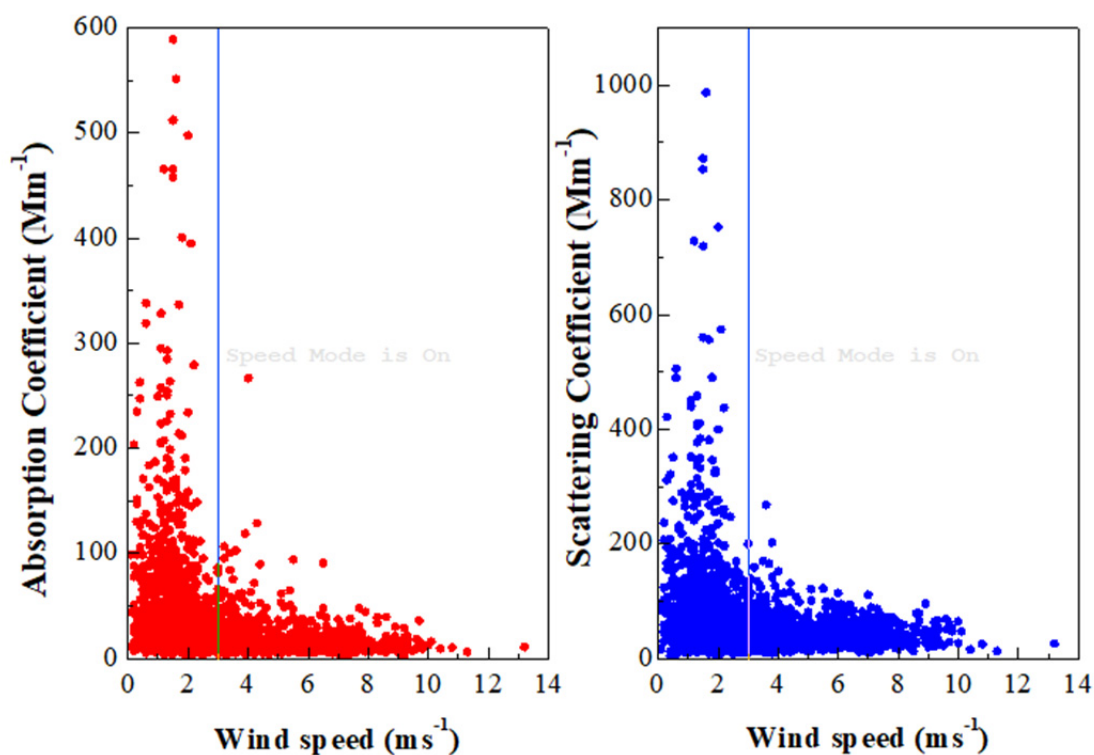 600
500
400
300
200
100
0
Absorption Coefficient (Mm⁻¹)
Speed Mode is On
0 2 4 6 8 10 12 14
Wind speed (ms⁻¹)
1000
800
600
400
200
0
Scattering Coefficient (Mm⁻¹)
Speed Mode is On
0 2 4 6 8 10 12 14
Wind speed (ms⁻¹)